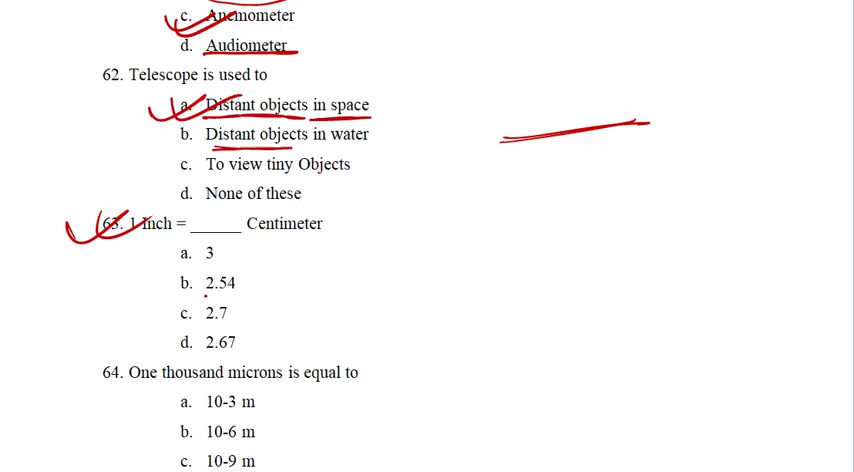 c. Anemometer
d. Audiometer
62. Telescope is used to
a. Distant objects in space
b. Distant objects in water
c. To view tiny Objects
d. None of these
63. 1 Inch = ______ Centimeter
a. 3
b. 2.54
c. 2.7
d. 2.67
64. One thousand microns is equal to
a. 10-3 m
b. 10-6 m
c. 10-9 m